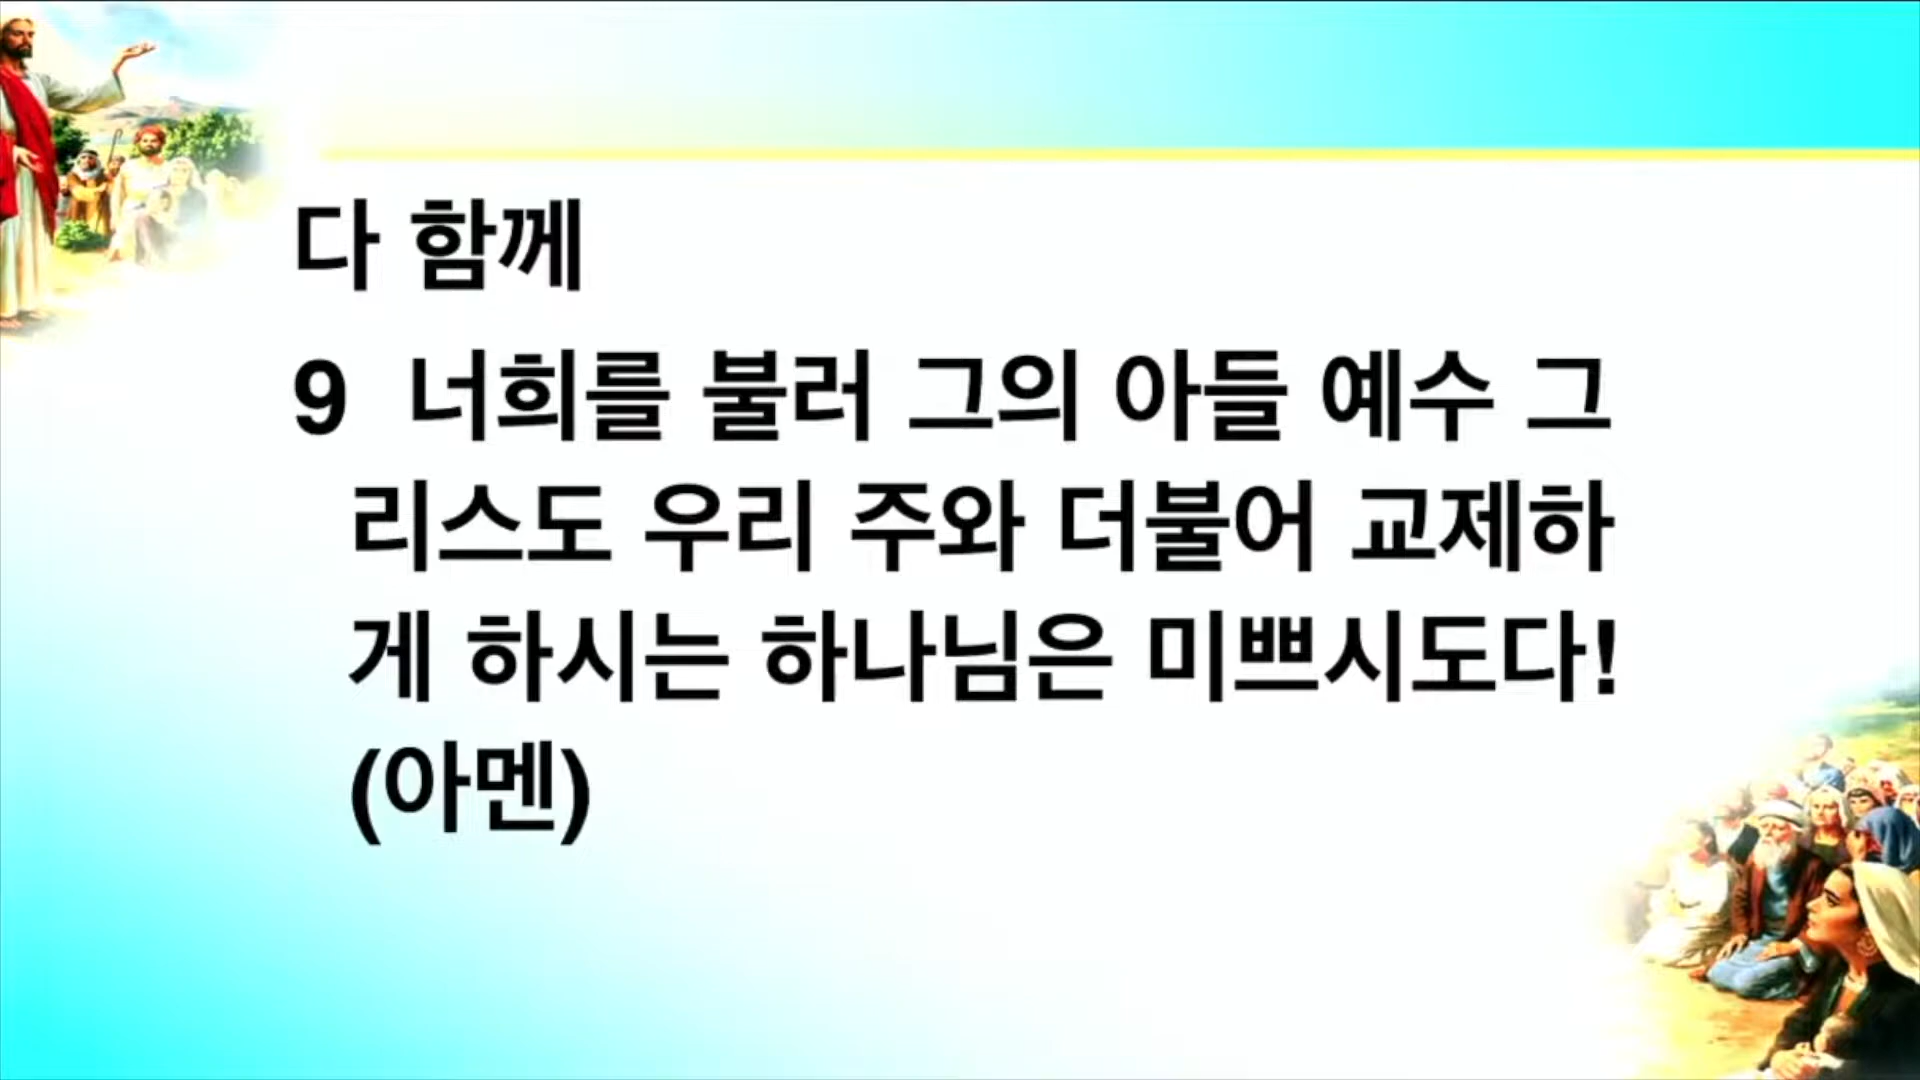 다 함께
9 너희를 불러 그의 아들 예수 그
리스도 우리 주와 더불어 교제하
게 하시는 하나님은 미쁘시도다!
(아멘)